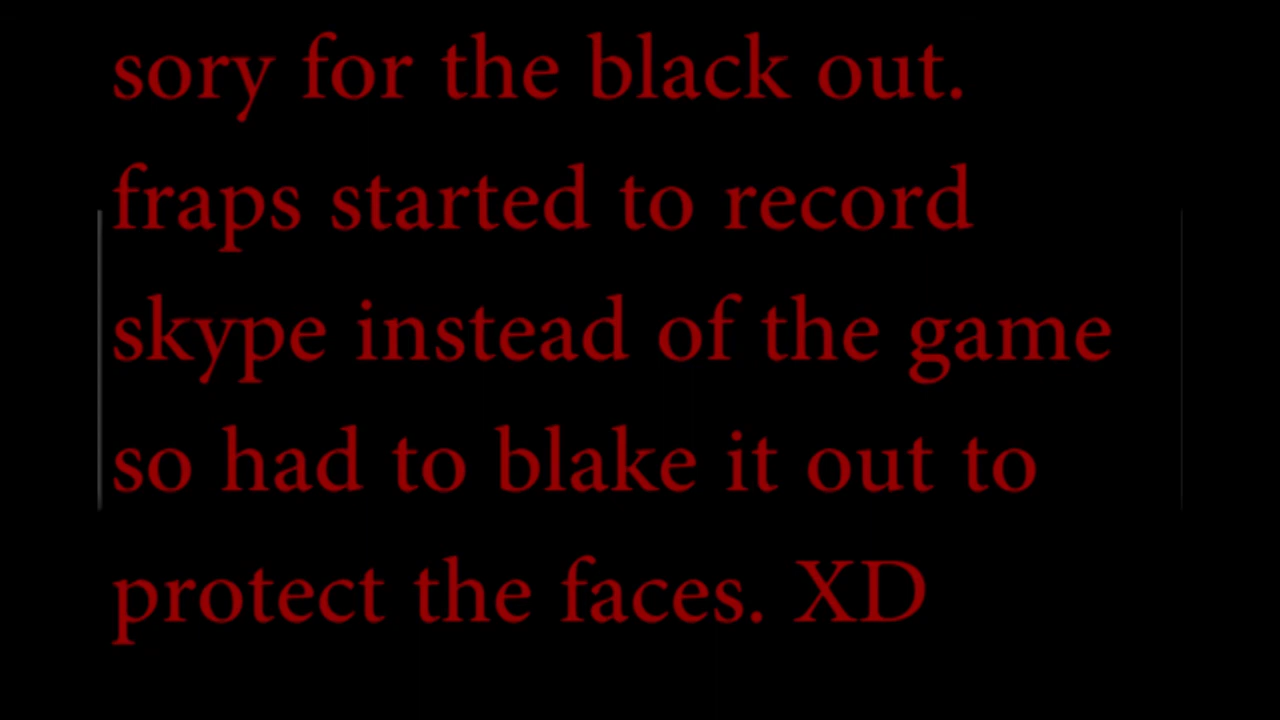 sory for the black out.
fraps started to record
skype instead of the game
so had to blake it out to
protect the faces. XD